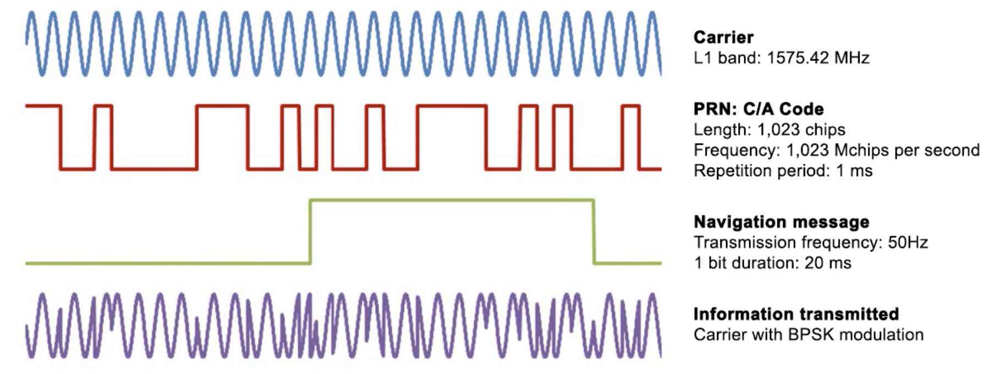 Carrier
L1 band: 1575.42 MHz
PRN: C/A Code
Length: 1,023 chips
Frequency: 1,023 Mchips per second
Repetition period: 1 ms
Navigation message
Transmission frequency: 50Hz
1 bit duration: 20 ms
Information transmitted
Carrier with BPSK modulation